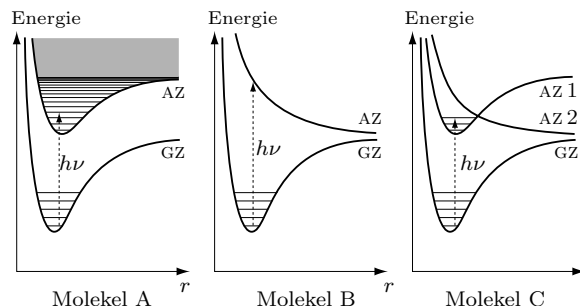 Energie
AZ
GZ
hν
r
Molekel A
Energie
AZ
GZ
hν
r
Molekel B
Energie
AZ 1
AZ 2
GZ
hν
r
Molekel C